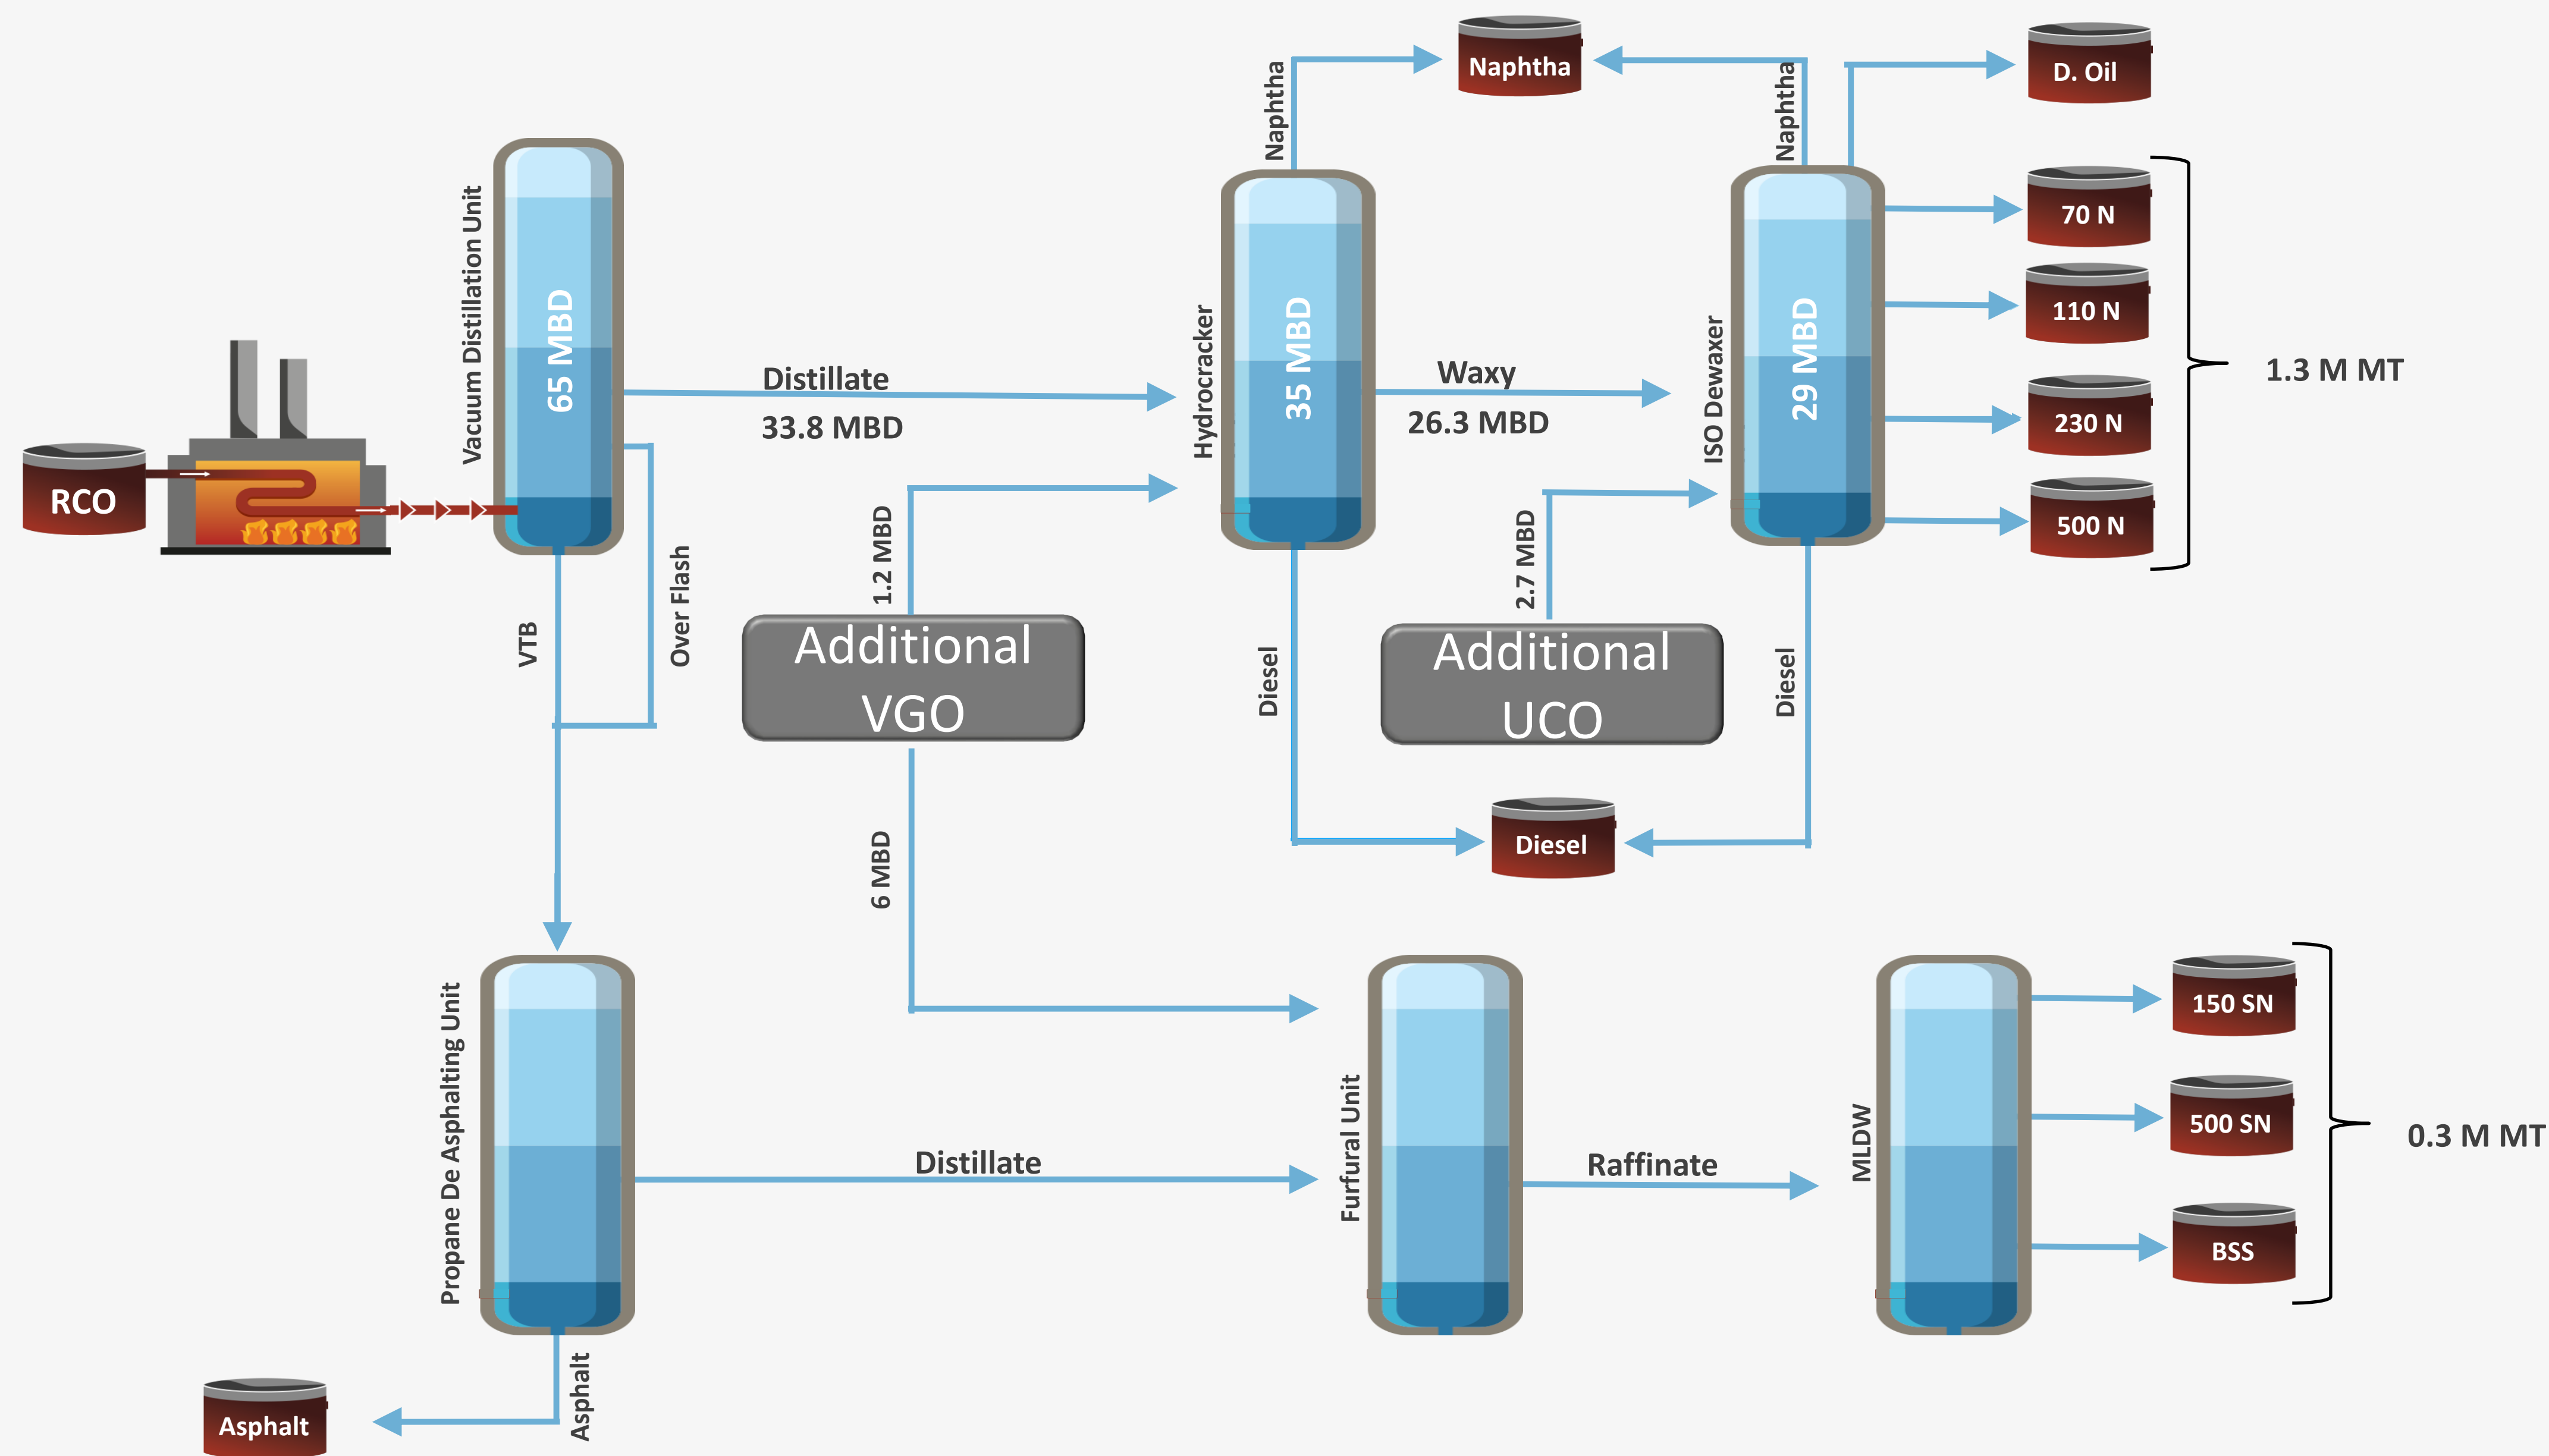 RCO
Vacuum Distillation Unit
65 MBD
Distillate
33.8 MBD
VTB
Over Flash
Additional
VGO
1.2 MBD
6 MBD
Hydrocracker
35 MBD
Naphtha
Naphtha
Naphtha
Waxy
26.3 MBD
Additional
UCO
2.7 MBD
ISO Dewaxer
29 MBD
Diesel
Diesel
Diesel
D. Oil
70 N
110 N
230 N
500 N
1.3 M MT
Propane De Asphalting Unit
Asphalt
Asphalt
Distillate
Furfural Unit
Raffinate
MLDW
150 SN
500 SN
BSS
0.3 M MT